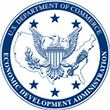 U.S. DEPARTMENT OF COMMERCE
ECONOMIC DEVELOPMENT ADMINISTRATION